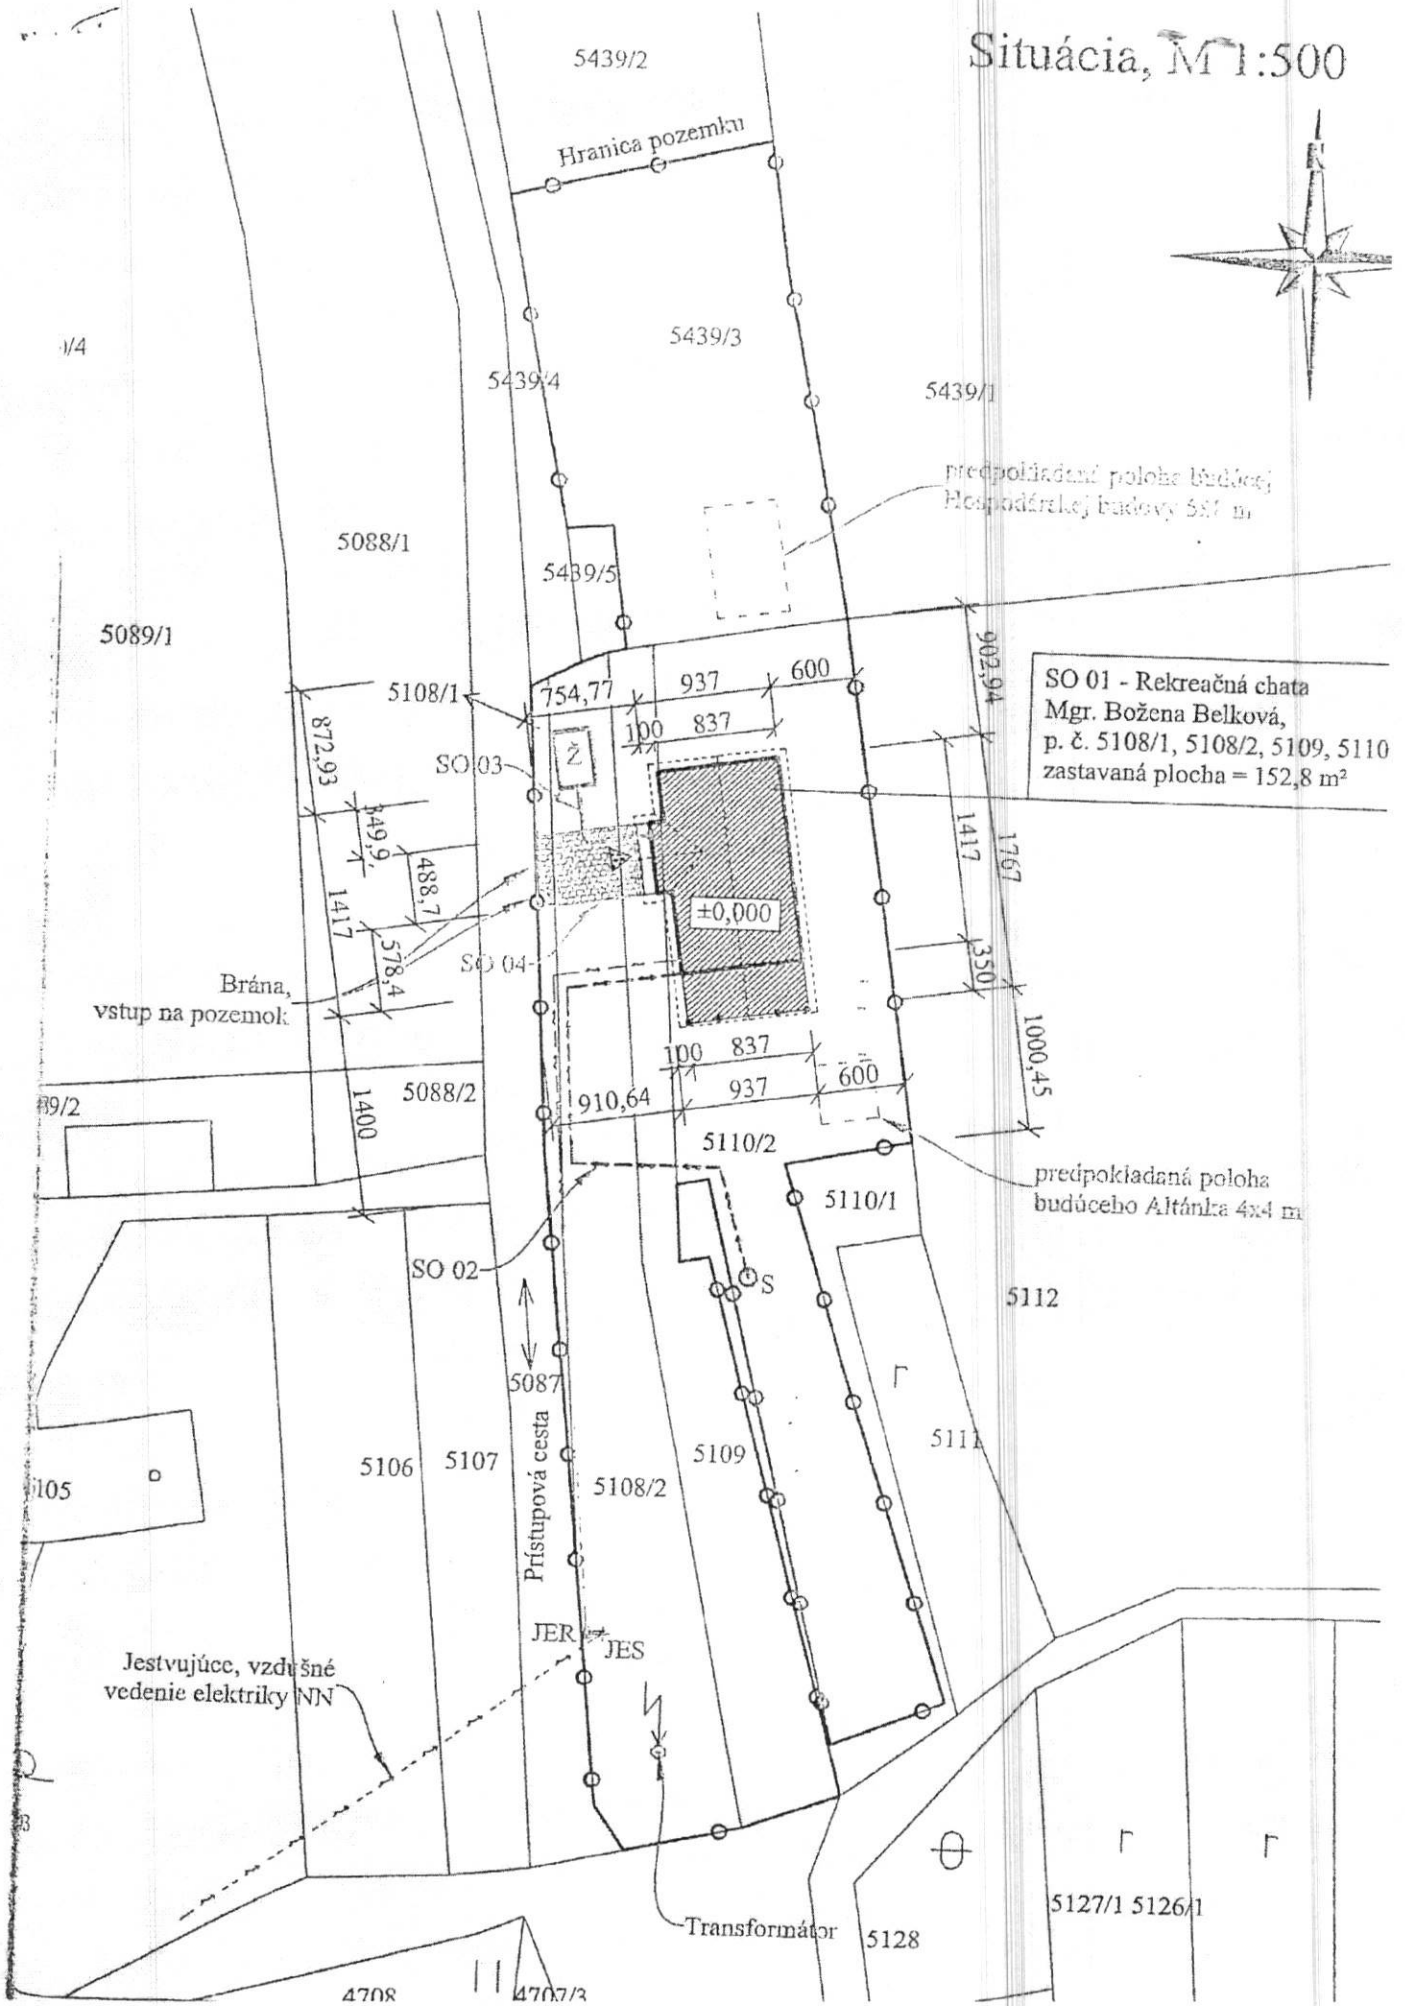 Situácia, M 1:500
5439/2
Hranica pozemku
N
)/4
5439/3
5439/4
5439/1
predpokladaná poloha budúcej
Hospodárskej budovy
5088/1
5439/5
5089/1
902,94
SO 01 - Rekreačná chata
Mgr. Božena Belková,
p. č. 5108/1, 5108/2, 5109, 5110
zastavaná plocha = 152,8 m²
5108/1
754,77
937
600
100
837
872,93
SO 03
Ž
349,9
488,7
1417
578,4
1417
1767
350
±0,000
SO 04
Brána,
vstup na pozemok
1000,45
100
837
937
600
910,64
89/2
5088/2
1400
5110/2
5110/1
predpokladaná poloha
budúceho Altánku 4x4 m
SO 02
S
5112
5087
Prístupová cesta
5106
5107
5108/2
5109
5111
5105
JER
JES
Jestvujúce, vzdušné
vedenie elektriky NN
Transformátor
5128
5127/1
5126/1
4708
4707/3